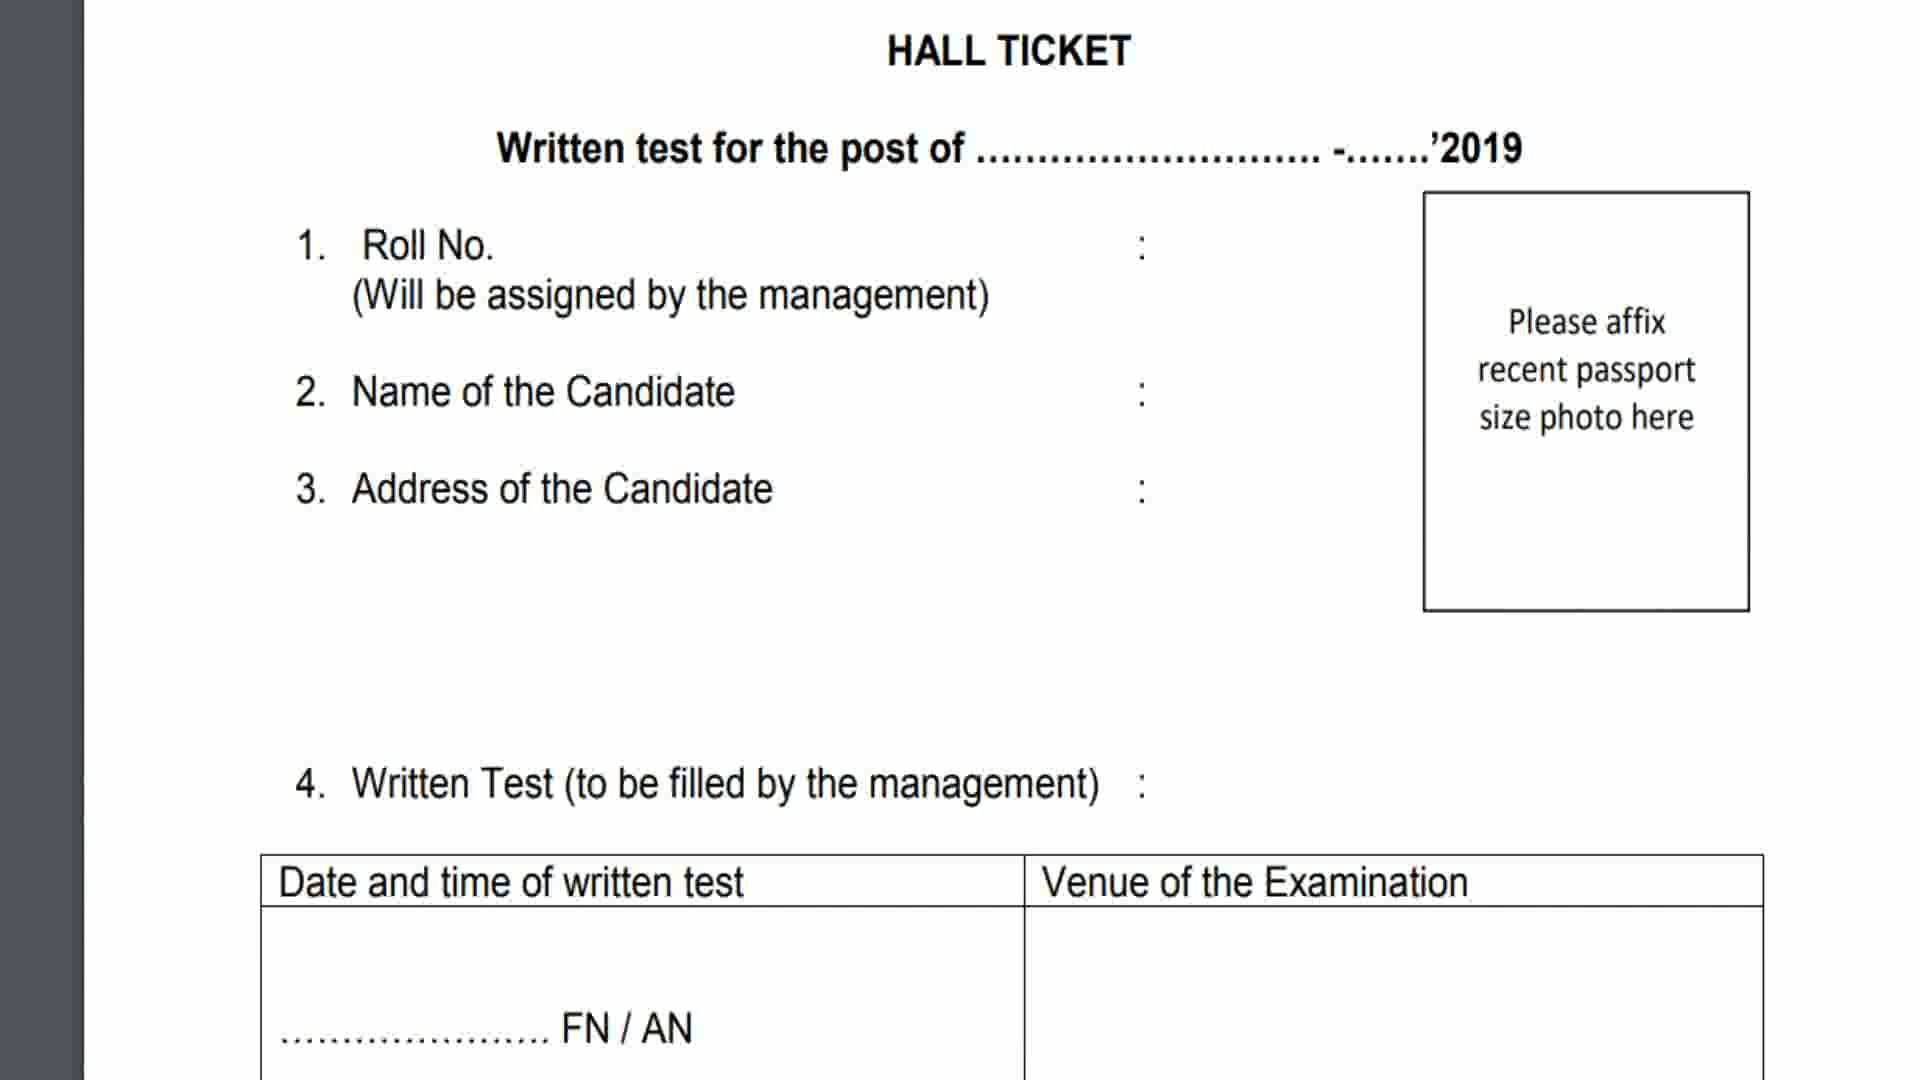 HALL TICKET
Written test for the post of ............................ -.......’2019
1. Roll No. :
(Will be assigned by the management)
Please affix
recent passport
size photo here
2. Name of the Candidate :
3. Address of the Candidate :
4. Written Test (to be filled by the management) :
Date and time of written test Venue of the Examination
...................... FN / AN